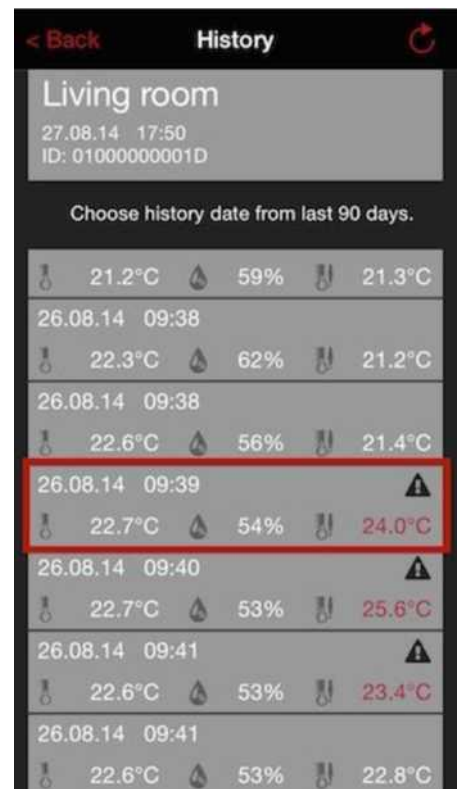 < Back History
Living room
27.08.14 17:50
ID: 01000000001D
Choose history date from last 90 days.
21.2°C 59% 21.3°C
26.08.14 09:38
22.3°C 62% 21.2°C
26.08.14 09:38
22.6°C 56% 21.4°C
26.08.14 09:39
22.7°C 54% 24.0°C
26.08.14 09:40
22.7°C 53% 25.6°C
26.08.14 09:41
22.6°C 53% 23.4°C
26.08.14 09:41
22.6°C 53% 22.8°C